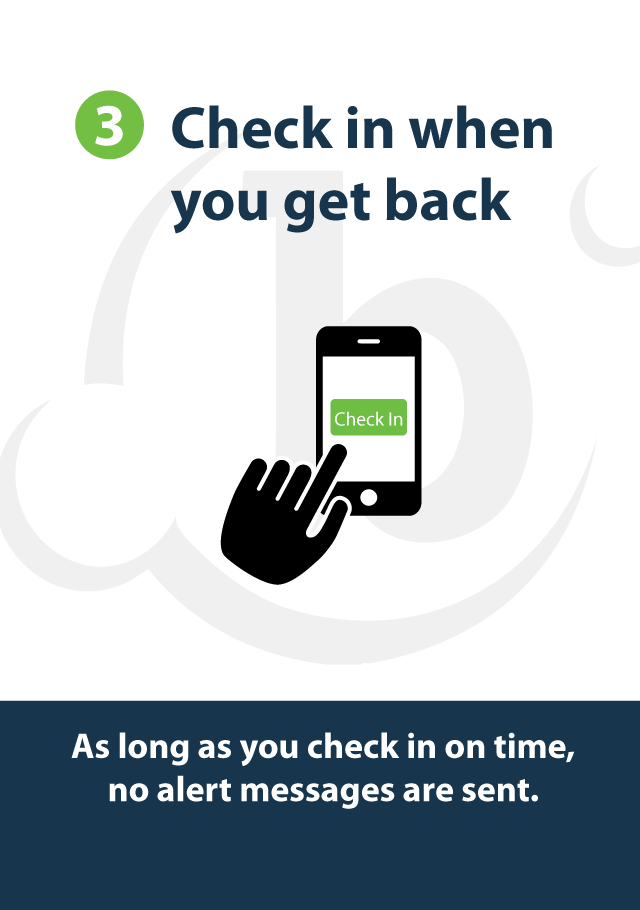 3 Check in when
you get back
Check In
As long as you check in on time,
no alert messages are sent.